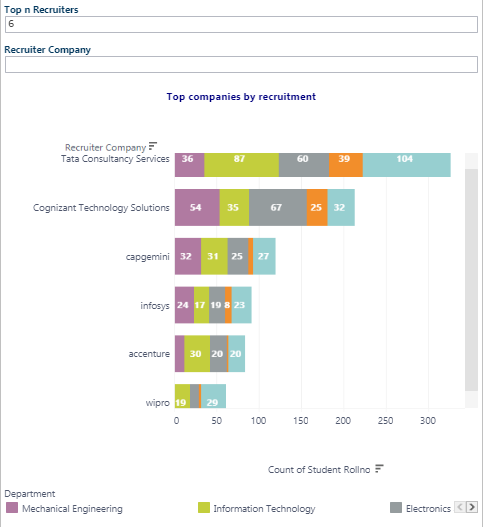 Top n Recruiters
6
Recruiter Company
Top companies by recruitment
Recruiter Company
Tata Consultancy Services 36 87 60 39 104
Cognizant Technology Solutions 54 35 67 25 32
capgemini 32 31 25 27
infosys 24 17 19 8 23
accenture 30 20 20
wipro 19 29
0 50 100 150 200 250 300
Count of Student Rollno
Department
Mechanical Engineering Information Technology Electronics